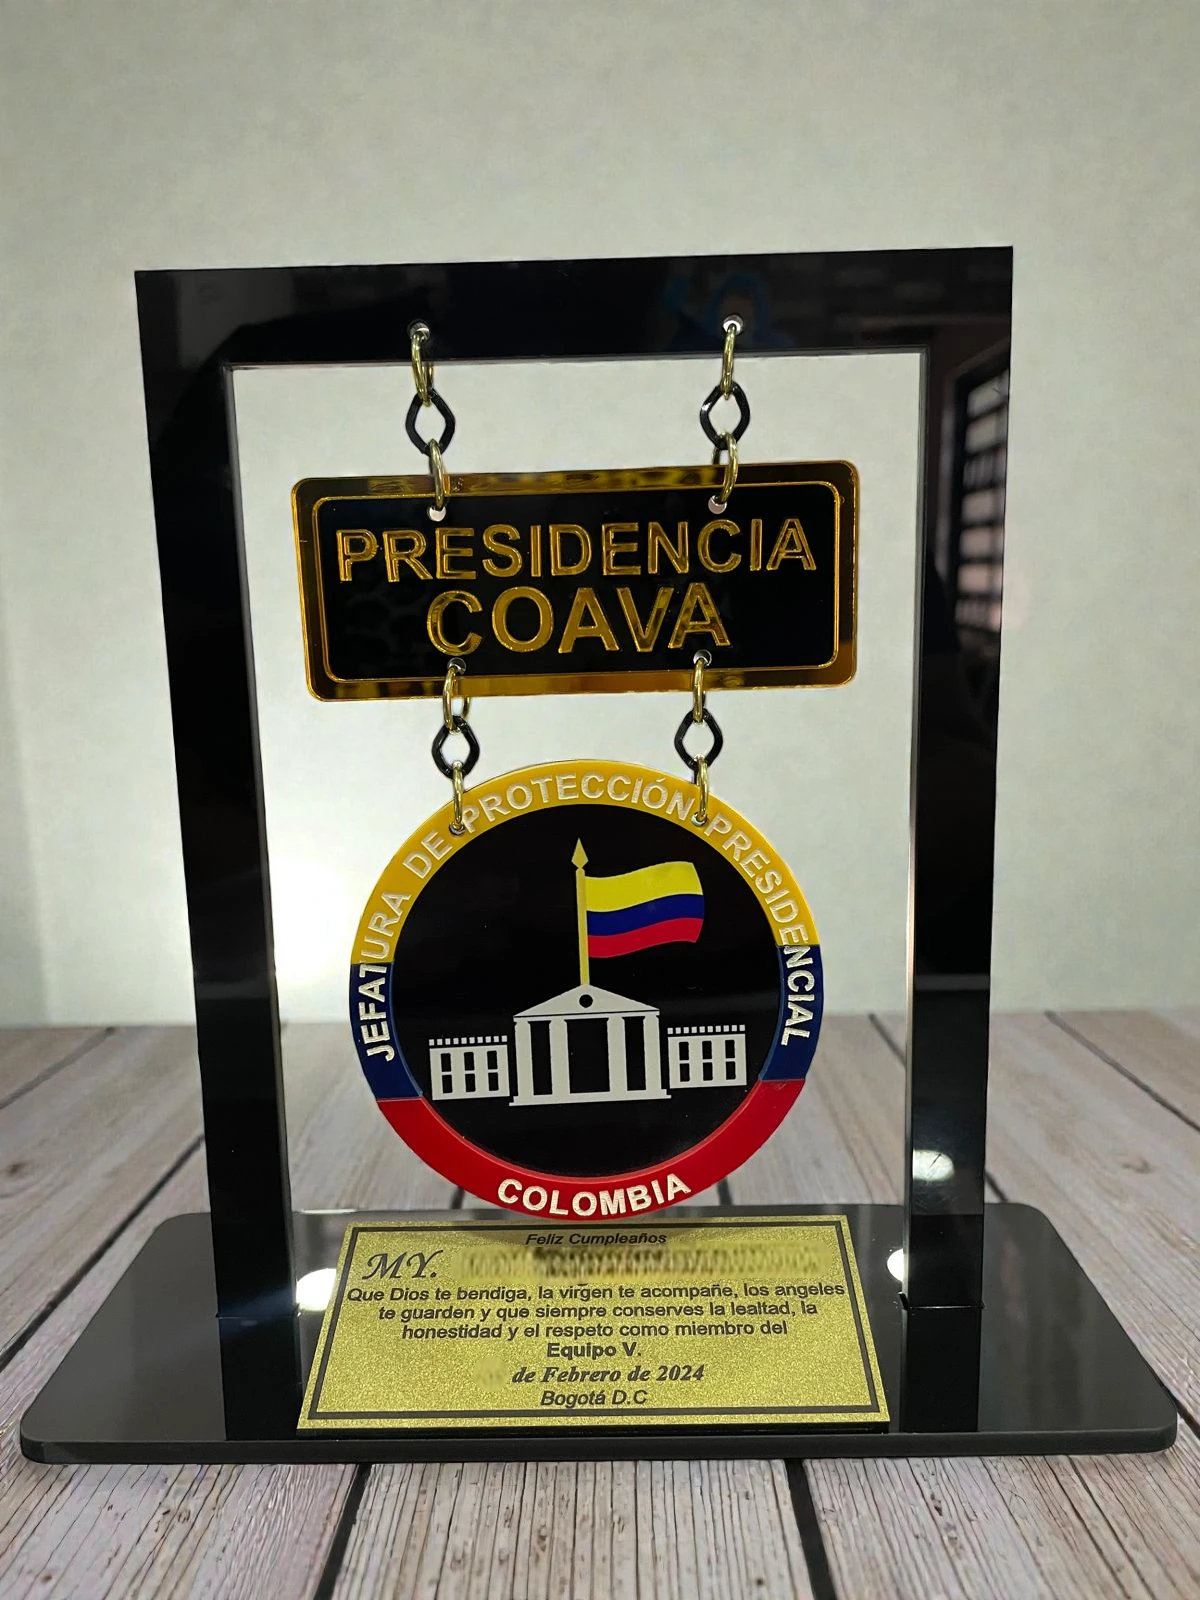 PRESIDENCIA
COAVA
JEFATURA DE PROTECCIÓN PRESIDENCIAL
COLOMBIA
Feliz Cumpleaños
MY.
Que Dios te bendiga, la virgen te acompañe, los angeles
te guarden y que siempre conserves la lealtad, la
honestidad y el respeto como miembro del
Equipo V.
de Febrero de 2024
Bogotá D.C